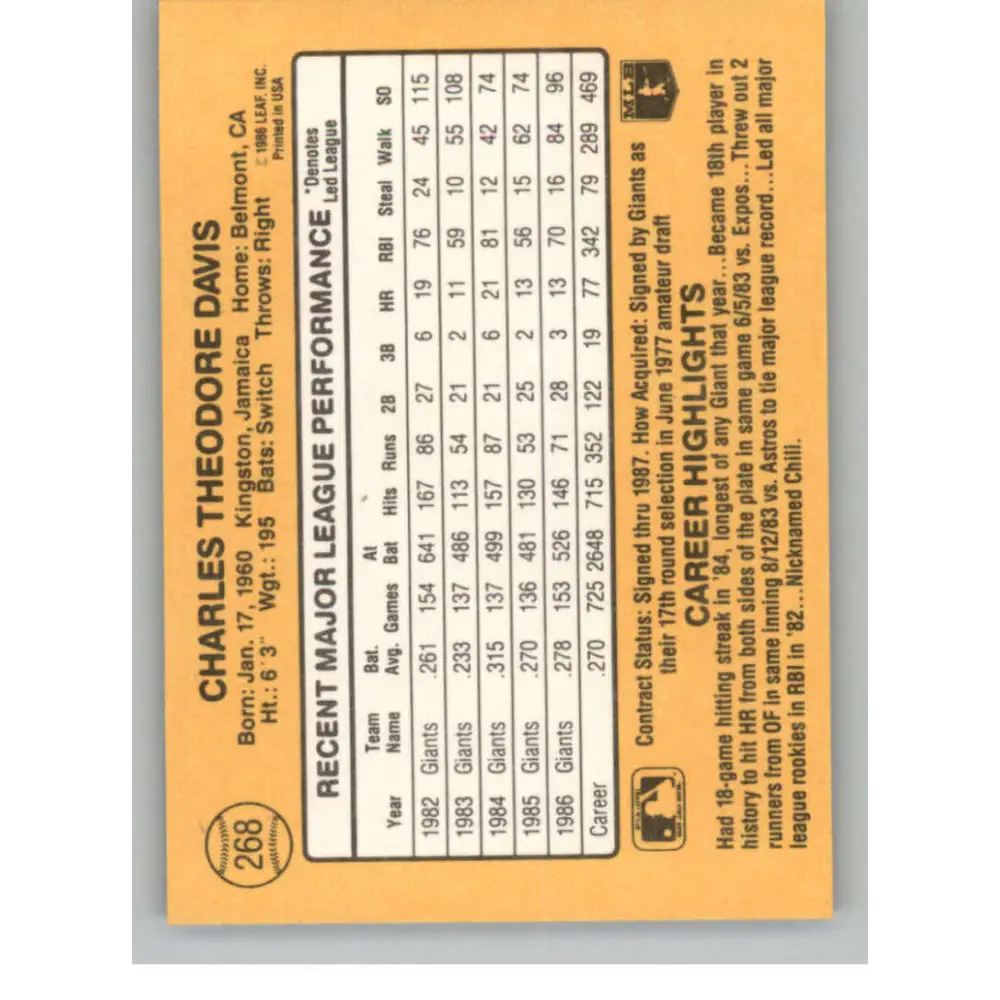 268
CHARLES THEODORE DAVIS
Born: Jan. 17, 1960 Kingston, Jamaica Home: Belmont, CA
Ht.: 6'3" Wgt.: 195 Bats: Switch Throws: Right
© 1986 LEAF, INC.
Printed in USA
RECENT MAJOR LEAGUE PERFORMANCE *Denotes Led League
Year Team Name Bat. Avg. Games At Bat Hits Runs 2B 3B HR RBI Steal Walk SO
1982 Giants .261 154 641 167 86 27 6 19 76 24 45 115
1983 Giants .233 137 486 113 54 21 2 11 59 10 55 108
1984 Giants .315 137 499 157 87 21 6 21 81 12 42 74
1985 Giants .270 136 481 130 53 25 2 13 56 15 62 74
1986 Giants .278 153 526 146 71 28 3 13 70 16 84 96
Career .270 725 2648 715 352 122 19 77 342 79 289 469
Contract Status: Signed thru 1987. How Acquired: Signed by Giants as
their 17th round selection in June 1977 amateur draft
MLB
CAREER HIGHLIGHTS
Had 18-game hitting streak in '84, longest of any Giant that year...Became 18th player in
history to hit HR from both sides of the plate in same game 6/5/83 vs. Expos...Threw out 2
runners from OF in same inning 8/12/83 vs. Astros to tie major league record...Led all major
league rookies in RBI in '82...Nicknamed Chili.